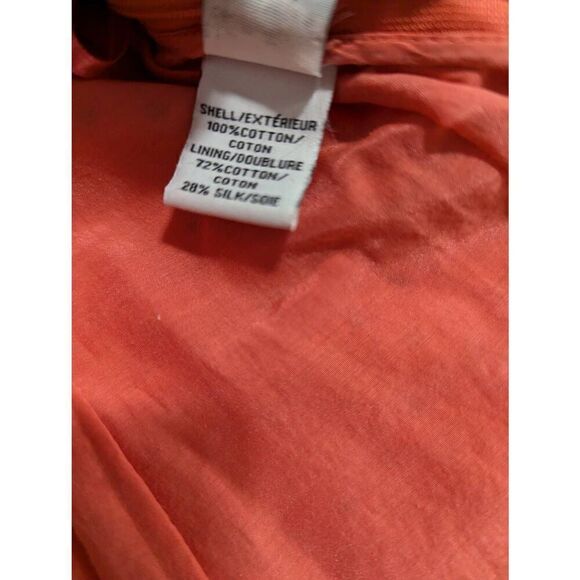 SHELL/EXTÉRIEUR
100%COTTON/
COTON
LINING/DOUBLURE
72%COTTON/
COTON
28% SILK/SOIE